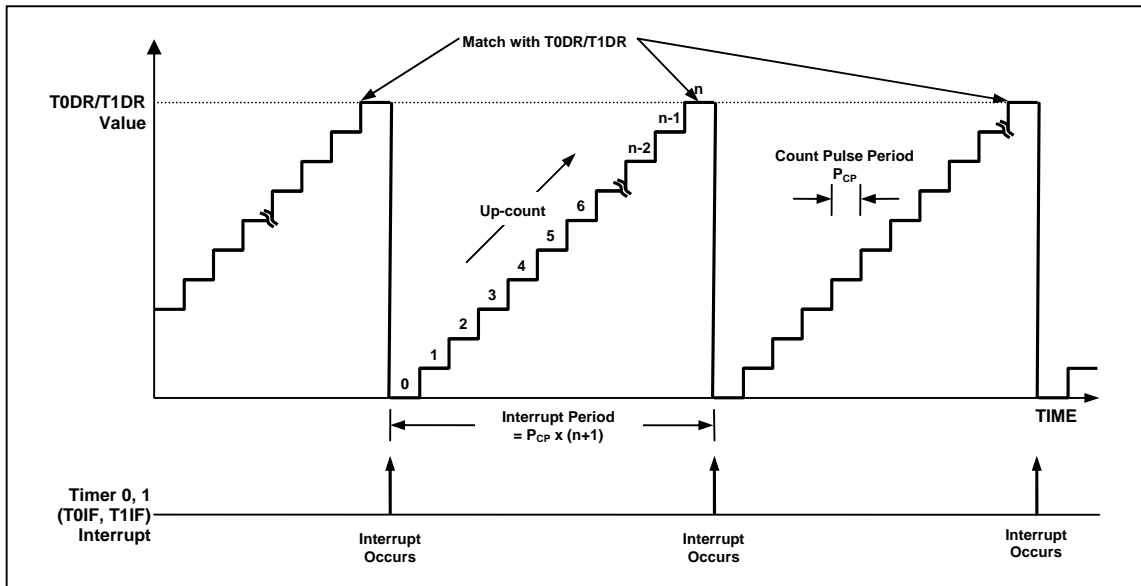 Match with T0DR/T1DR
T0DR/T1DR
Value
n
n-1
n-2
6
5
4
3
2
1
0
Up-count
Count Pulse Period
PCP
TIME
Interrupt Period
= PCP x (n+1)
Timer 0, 1
(T0IF, T1IF)
Interrupt
Interrupt
Occurs
Interrupt
Occurs
Interrupt
Occurs